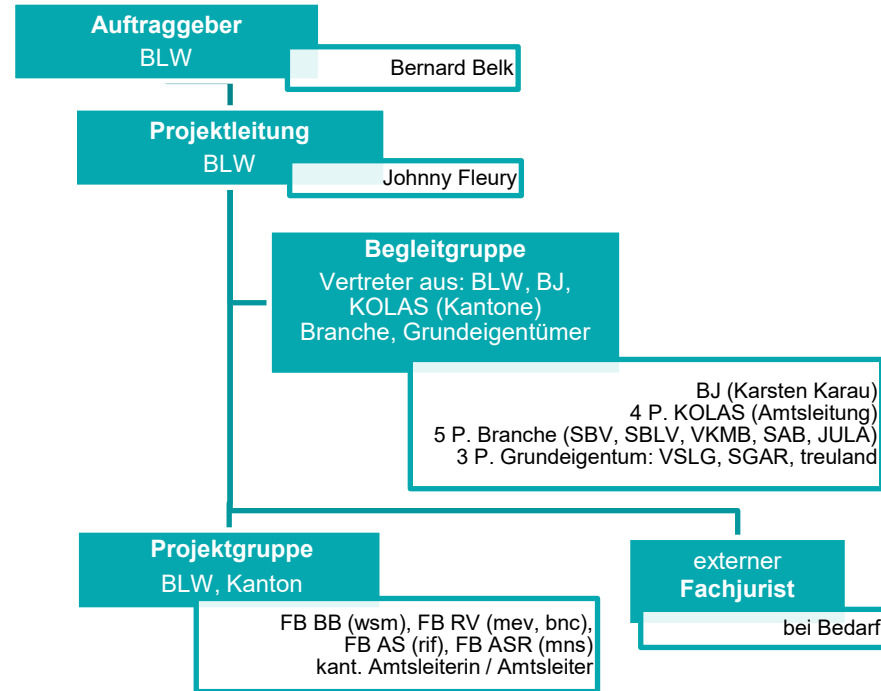 Auftraggeber
BLW
Bernard Belk
Projektleitung
BLW
Johnny Fleury
Begleitgruppe
Vertreter aus: BLW, BJ,
KOLAS (Kantone)
Branche, Grundeigentümer
BJ (Karsten Karau)
4 P. KOLAS (Amtsleitung)
5 P. Branche (SBV, SBLV, VKMB, SAB, JULA)
3 P. Grundeigentum: VSLG, SGAR, treuland
Projektgruppe
BLW, Kanton
FB BB (wsm), FB RV (mev, bnc),
FB AS (rif), FB ASR (mns)
kant. Amtsleiterin / Amtsleiter
externer
Fachjurist
bei Bedarf